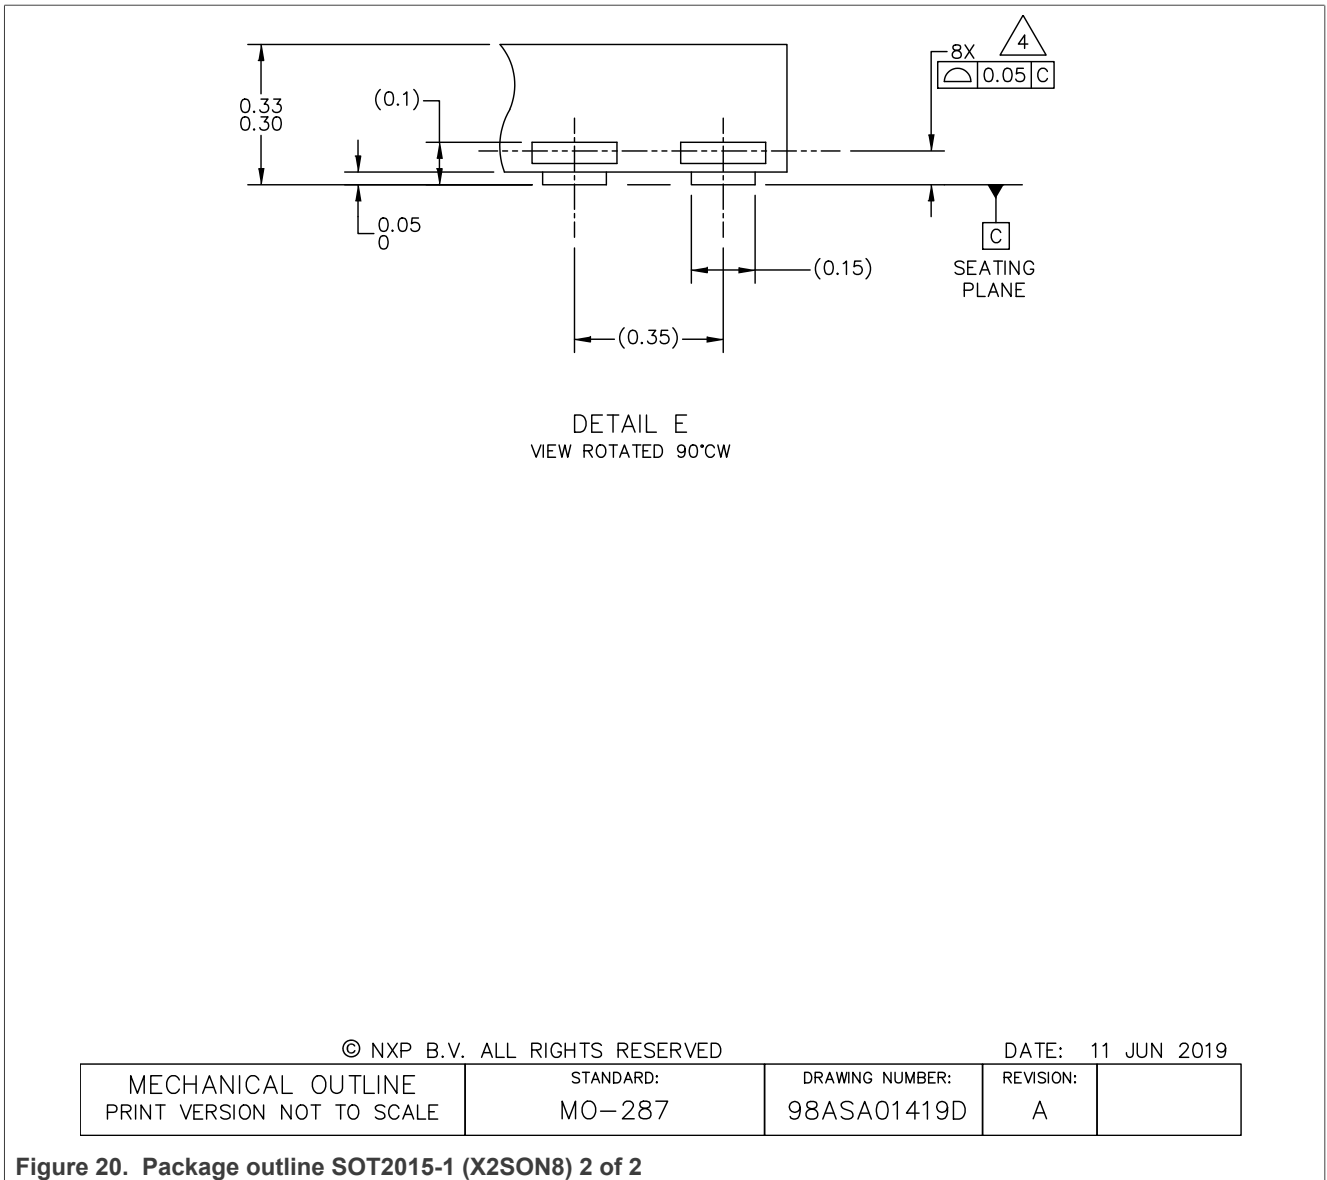 4
8X
0.05 C
0.33
0.30
(0.1)
0.05
0
C
SEATING
PLANE
(0.15)
(0.35)
DETAIL E
VIEW ROTATED 90°CW
© NXP B.V. ALL RIGHTS RESERVED
DATE: 11 JUN 2019
MECHANICAL OUTLINE
PRINT VERSION NOT TO SCALE
STANDARD:
MO-287
DRAWING NUMBER:
98ASA01419D
REVISION:
A
Figure 20. Package outline SOT2015-1 (X2SON8) 2 of 2